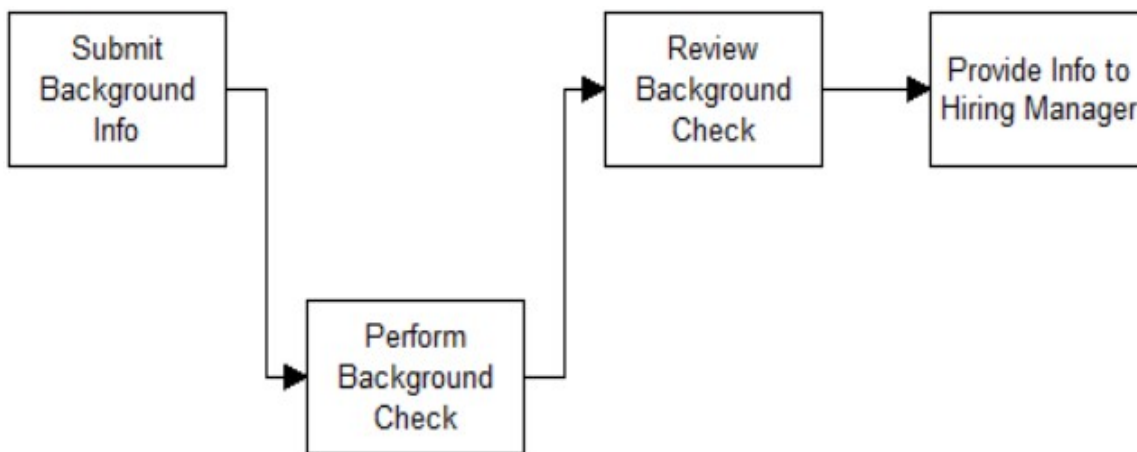 Submit
Background
Info
Perform
Background
Check
Review
Background
Check
Provide Info to
Hiring Manager